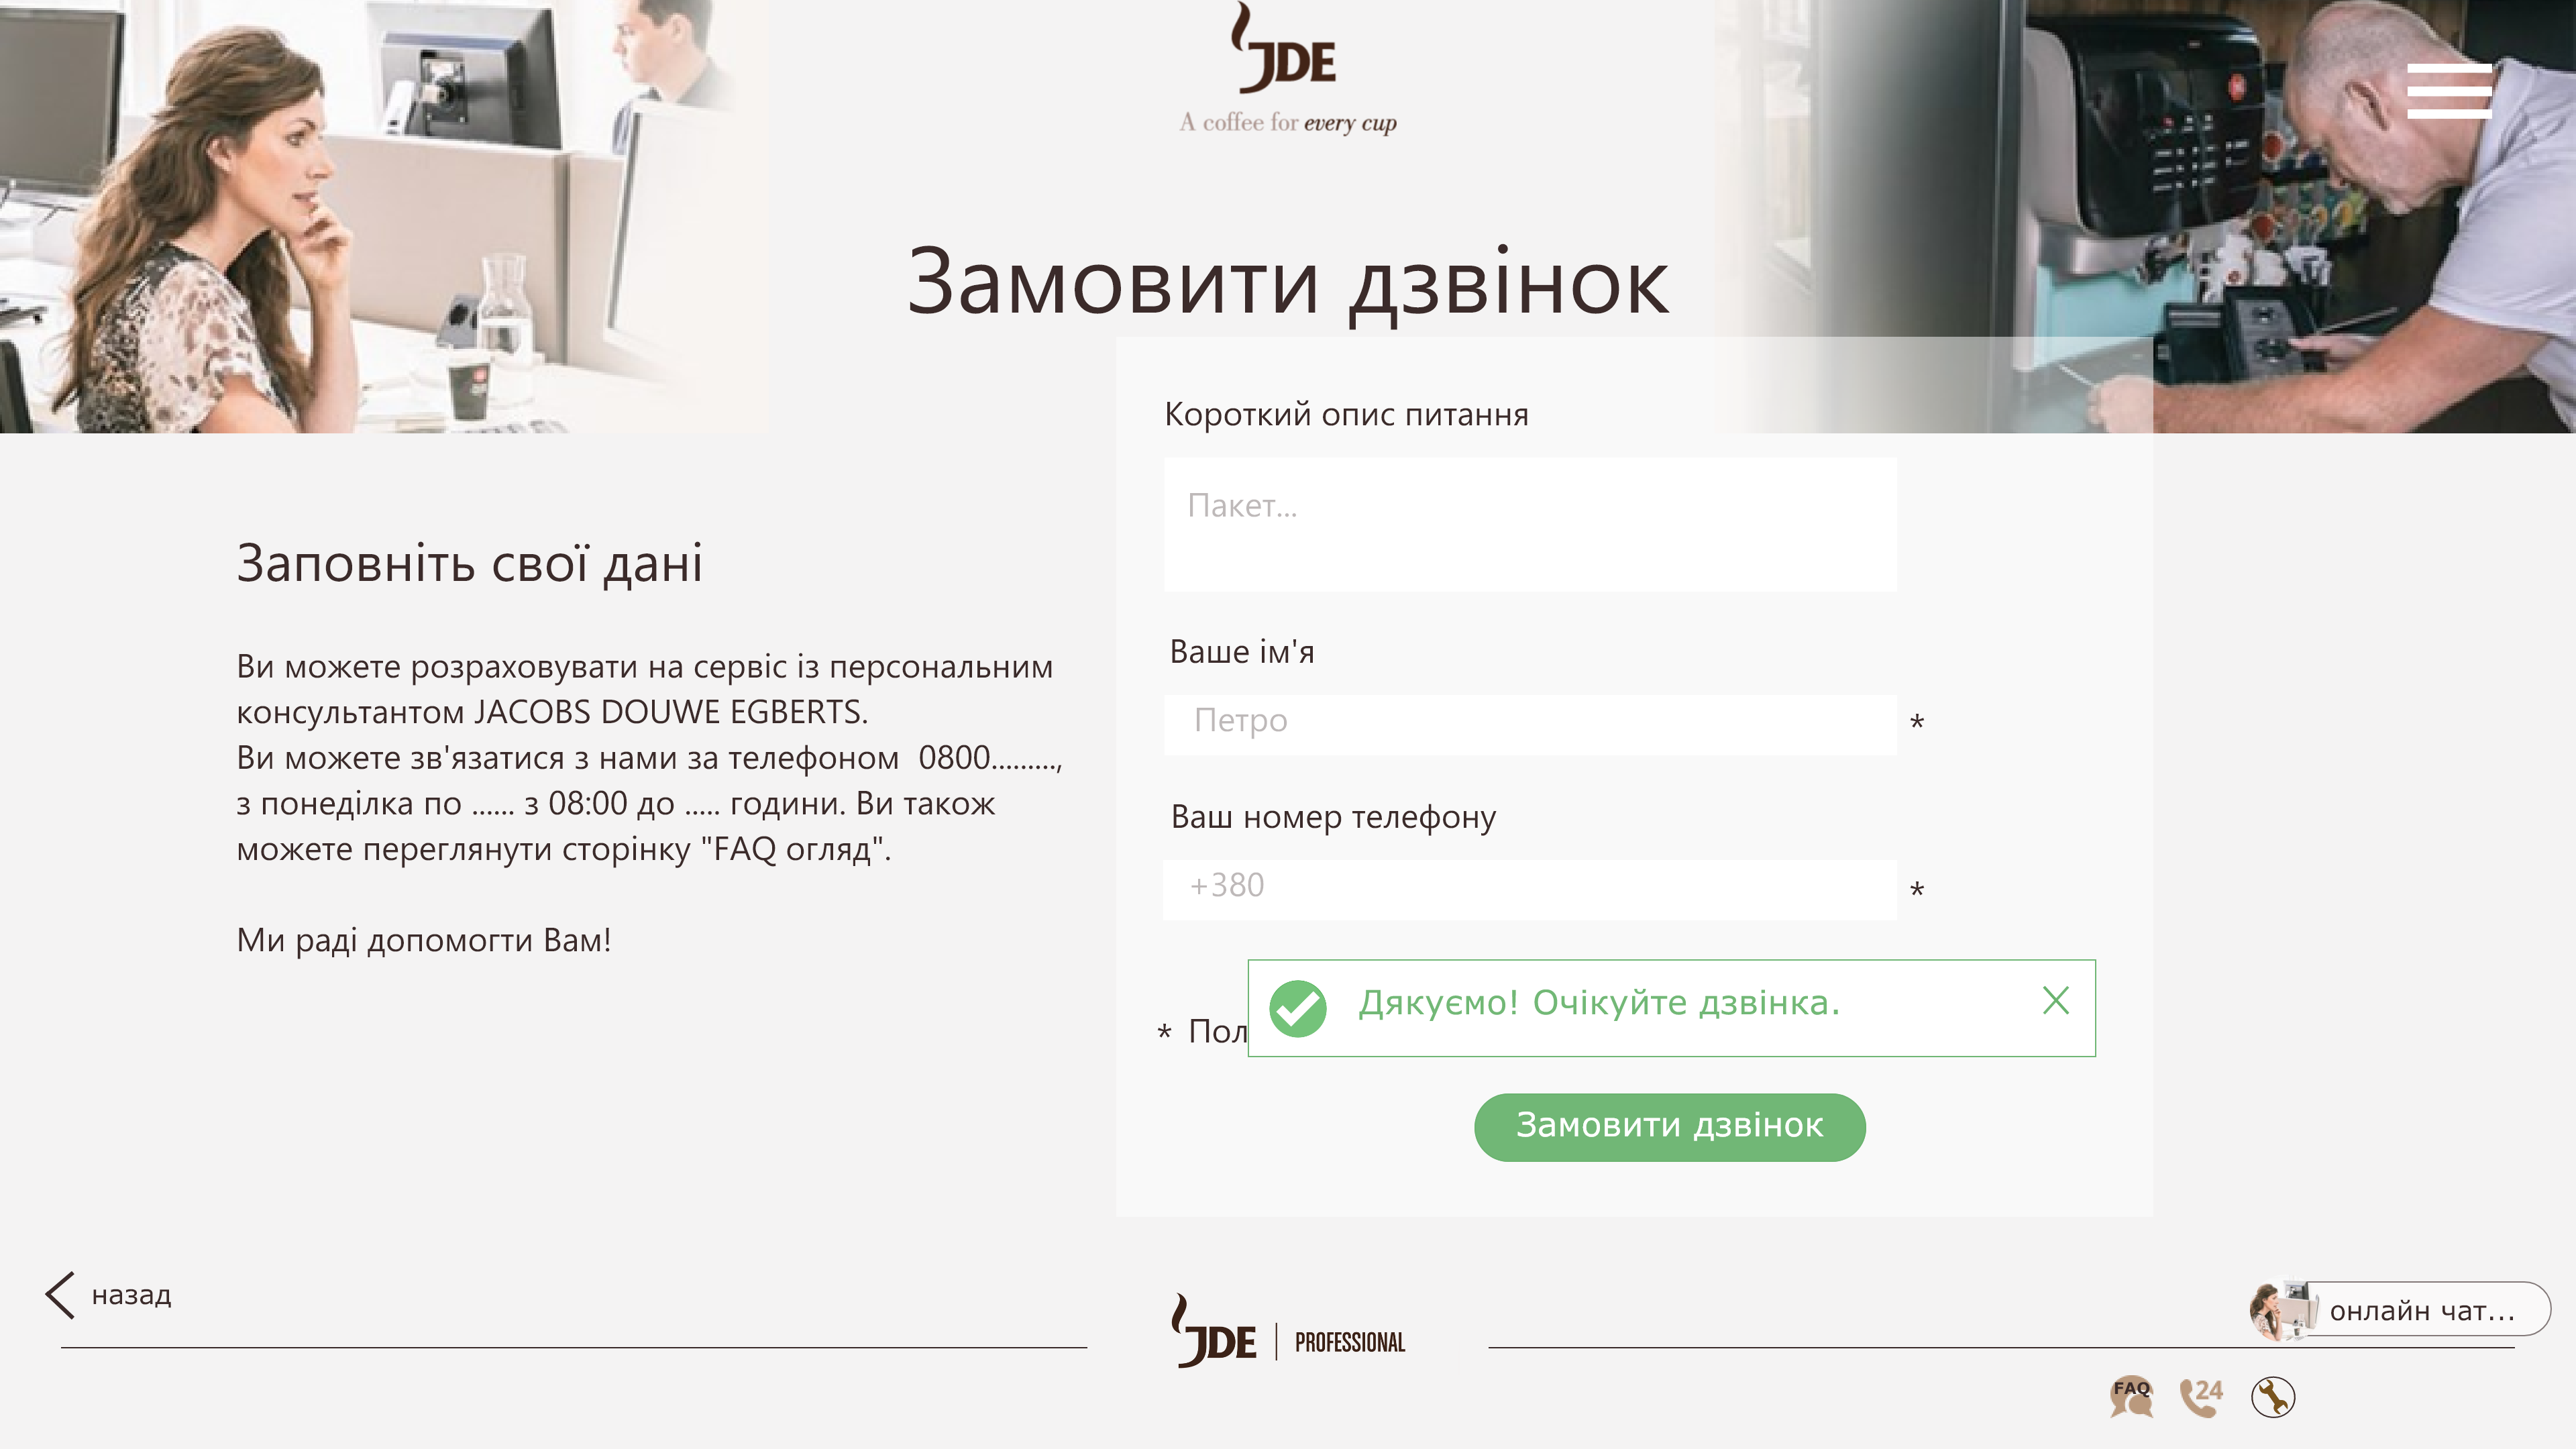 JDE
A coffee for every cup
Замовити дзвінок
Короткий опис питання
Пакет...
Заповніть свої дані
Ви можете розраховувати на сервіс із персональним
консультантом JACOBS DOUWE EGBERTS.
Ви можете зв'язатися з нами за телефоном  0800.........,
з понеділка по ...... з 08:00 до ..... години. Ви також
можете переглянути сторінку "FAQ огляд".
Ми раді допомогти Вам!
Ваше ім'я
Петро
*
Ваш номер телефону
+380
*
* Пол
Дякуємо! Очікуйте дзвінка.
Замовити дзвінок
назад
JDE | PROFESSIONAL
онлайн чат...
FAQ
24